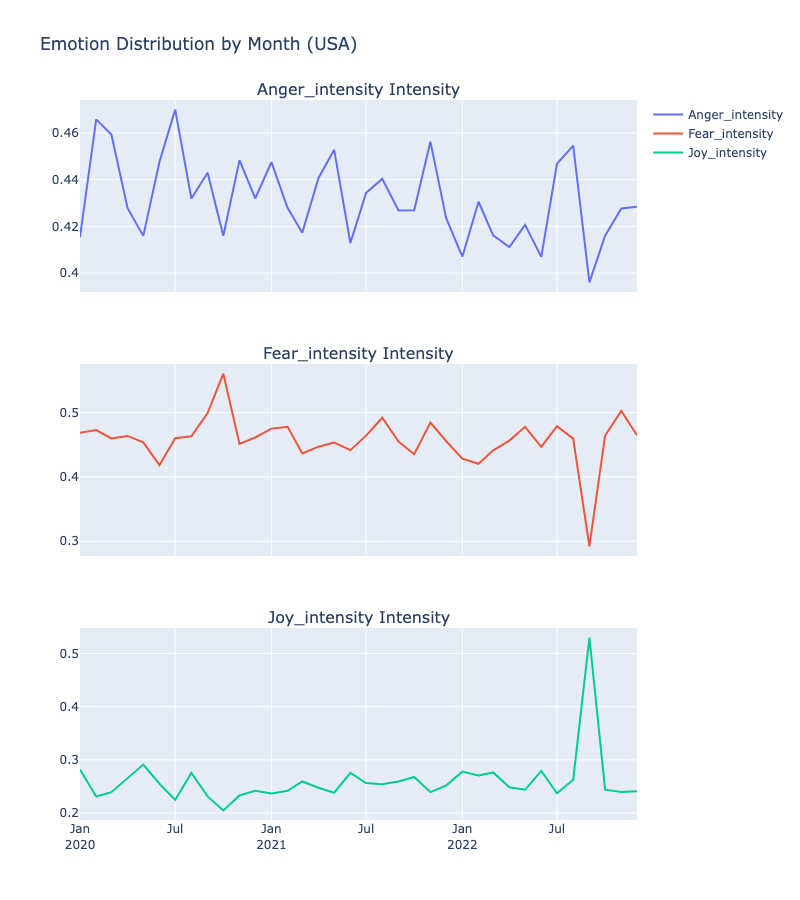 Emotion Distribution by Month (USA)
Anger_intensity Intensity
Anger_intensity
Fear_intensity
Joy_intensity
0.46
0.44
0.42
0.4
Fear_intensity Intensity
0.5
0.4
0.3
Joy_intensity Intensity
0.5
0.4
0.3
0.2
Jan Jul Jan Jul Jan Jul
2020 2021 2022